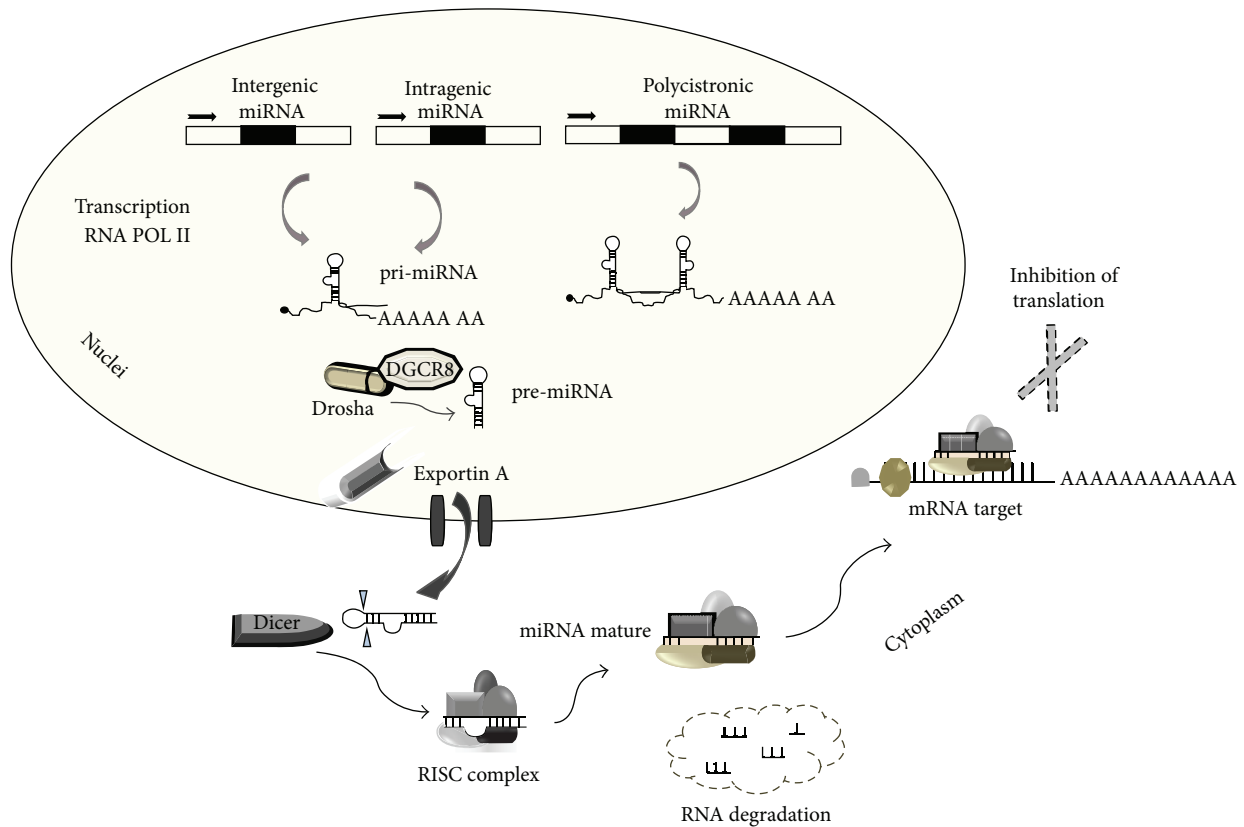 Intergenic
miRNA
Intragenic
miRNA
Polycistronic
miRNA
Transcription
RNA POL II
pri-miRNA
AAAAA AA
AAAAA AA
Nuclei
DGCR8
Drosha
pre-miRNA
Exportin A
Inhibition of
translation
AAAAAAAAAAAA
mRNA target
Dicer
miRNA mature
Cytoplasm
RISC complex
RNA degradation